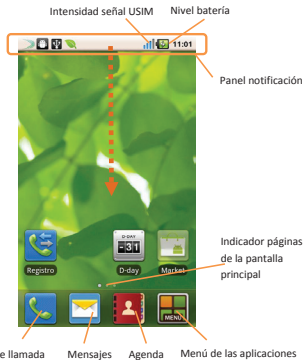 Intensidad señal USIM Nivel batería
11:01
Panel notificación
D-DAY
-31
Registro D-day Market
Indicador páginas
de la pantalla
principal
MENU
e llamada Mensajes Agenda Menú de las aplicaciones